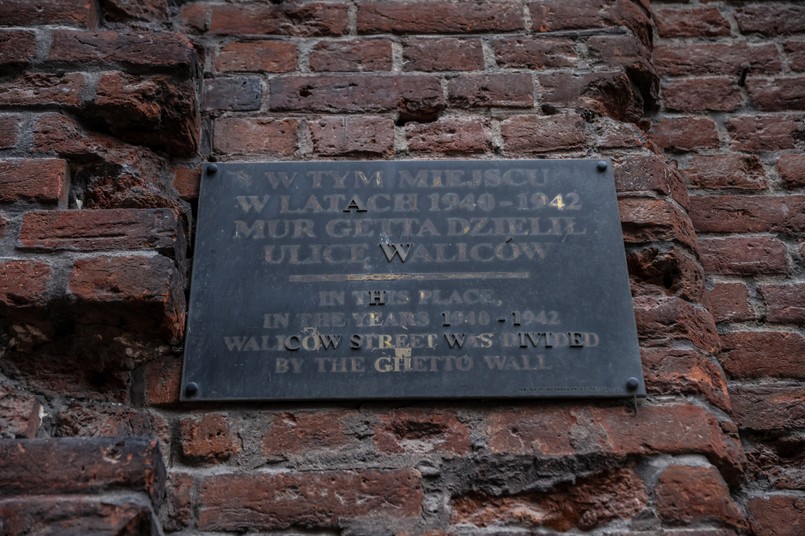 W TYM MIEJSCU
W LATACH 1940-1942
MUR GETTA DZIELIŁ
ULICĘ WALICÓW
IN THIS PLACE,
IN THE YEARS 1940-1942
WALICÓW STREET WAS DIVIDED
BY THE GHETTO WALL